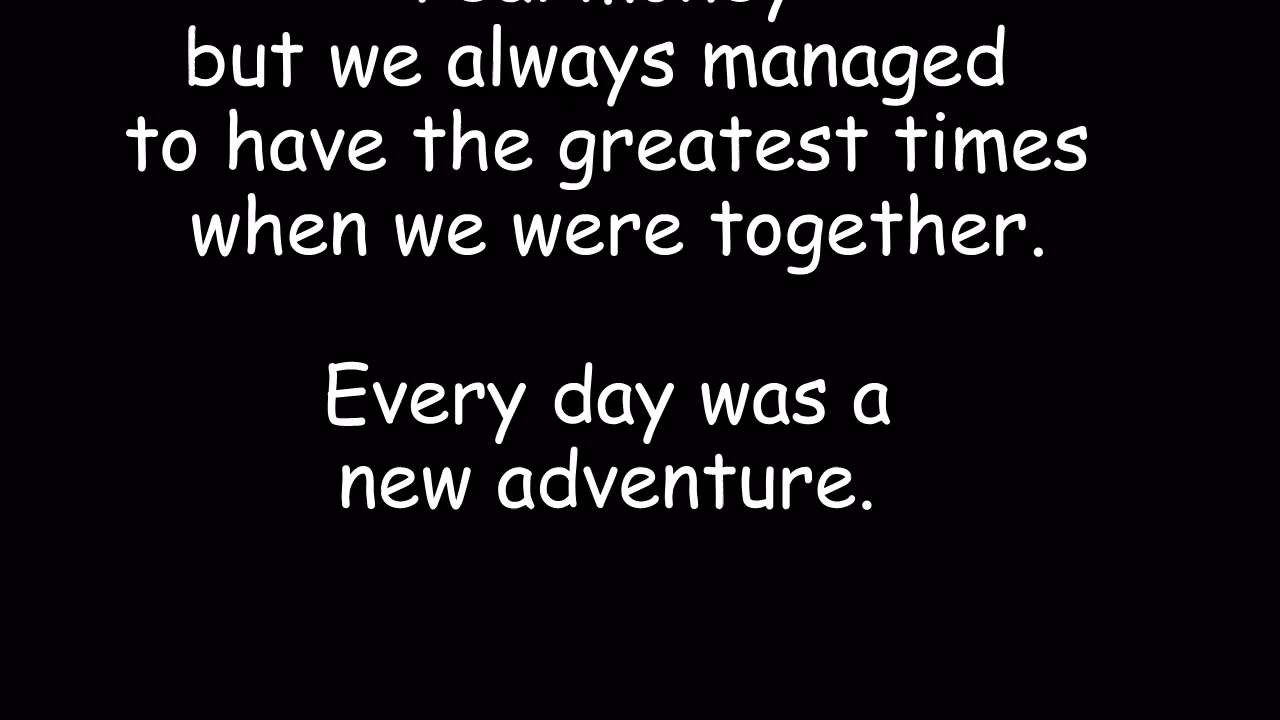 but we always managed
to have the greatest times
when we were together.
Every day was a
new adventure.